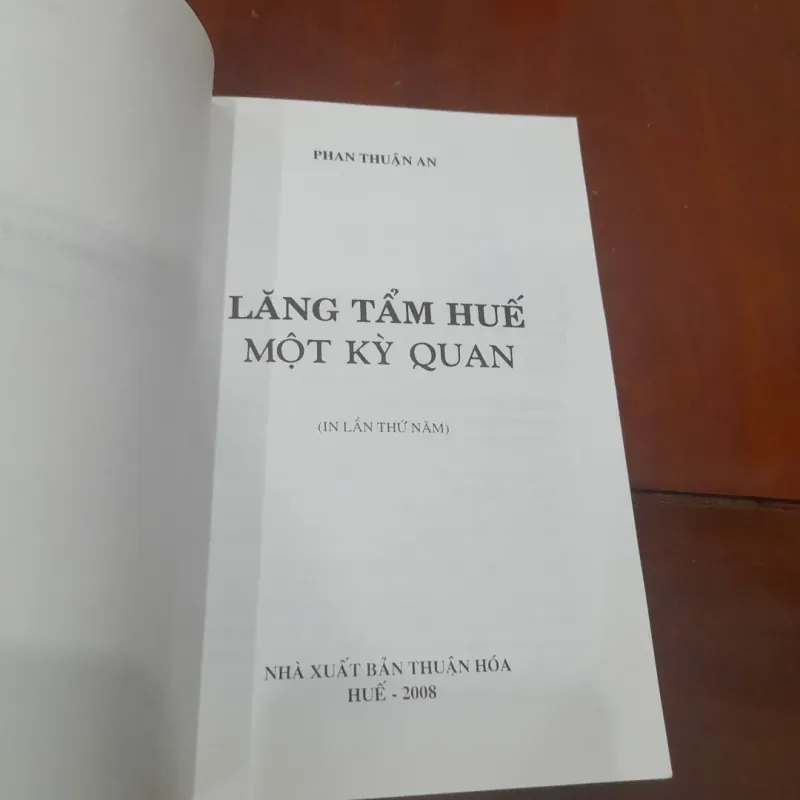 PHAN THUẬN AN
LĂNG TẨM HUẾ
MỘT KỲ QUAN
(IN LẦN THỨ NĂM)
NHÀ XUẤT BẢN THUẬN HÓA
HUẾ - 2008